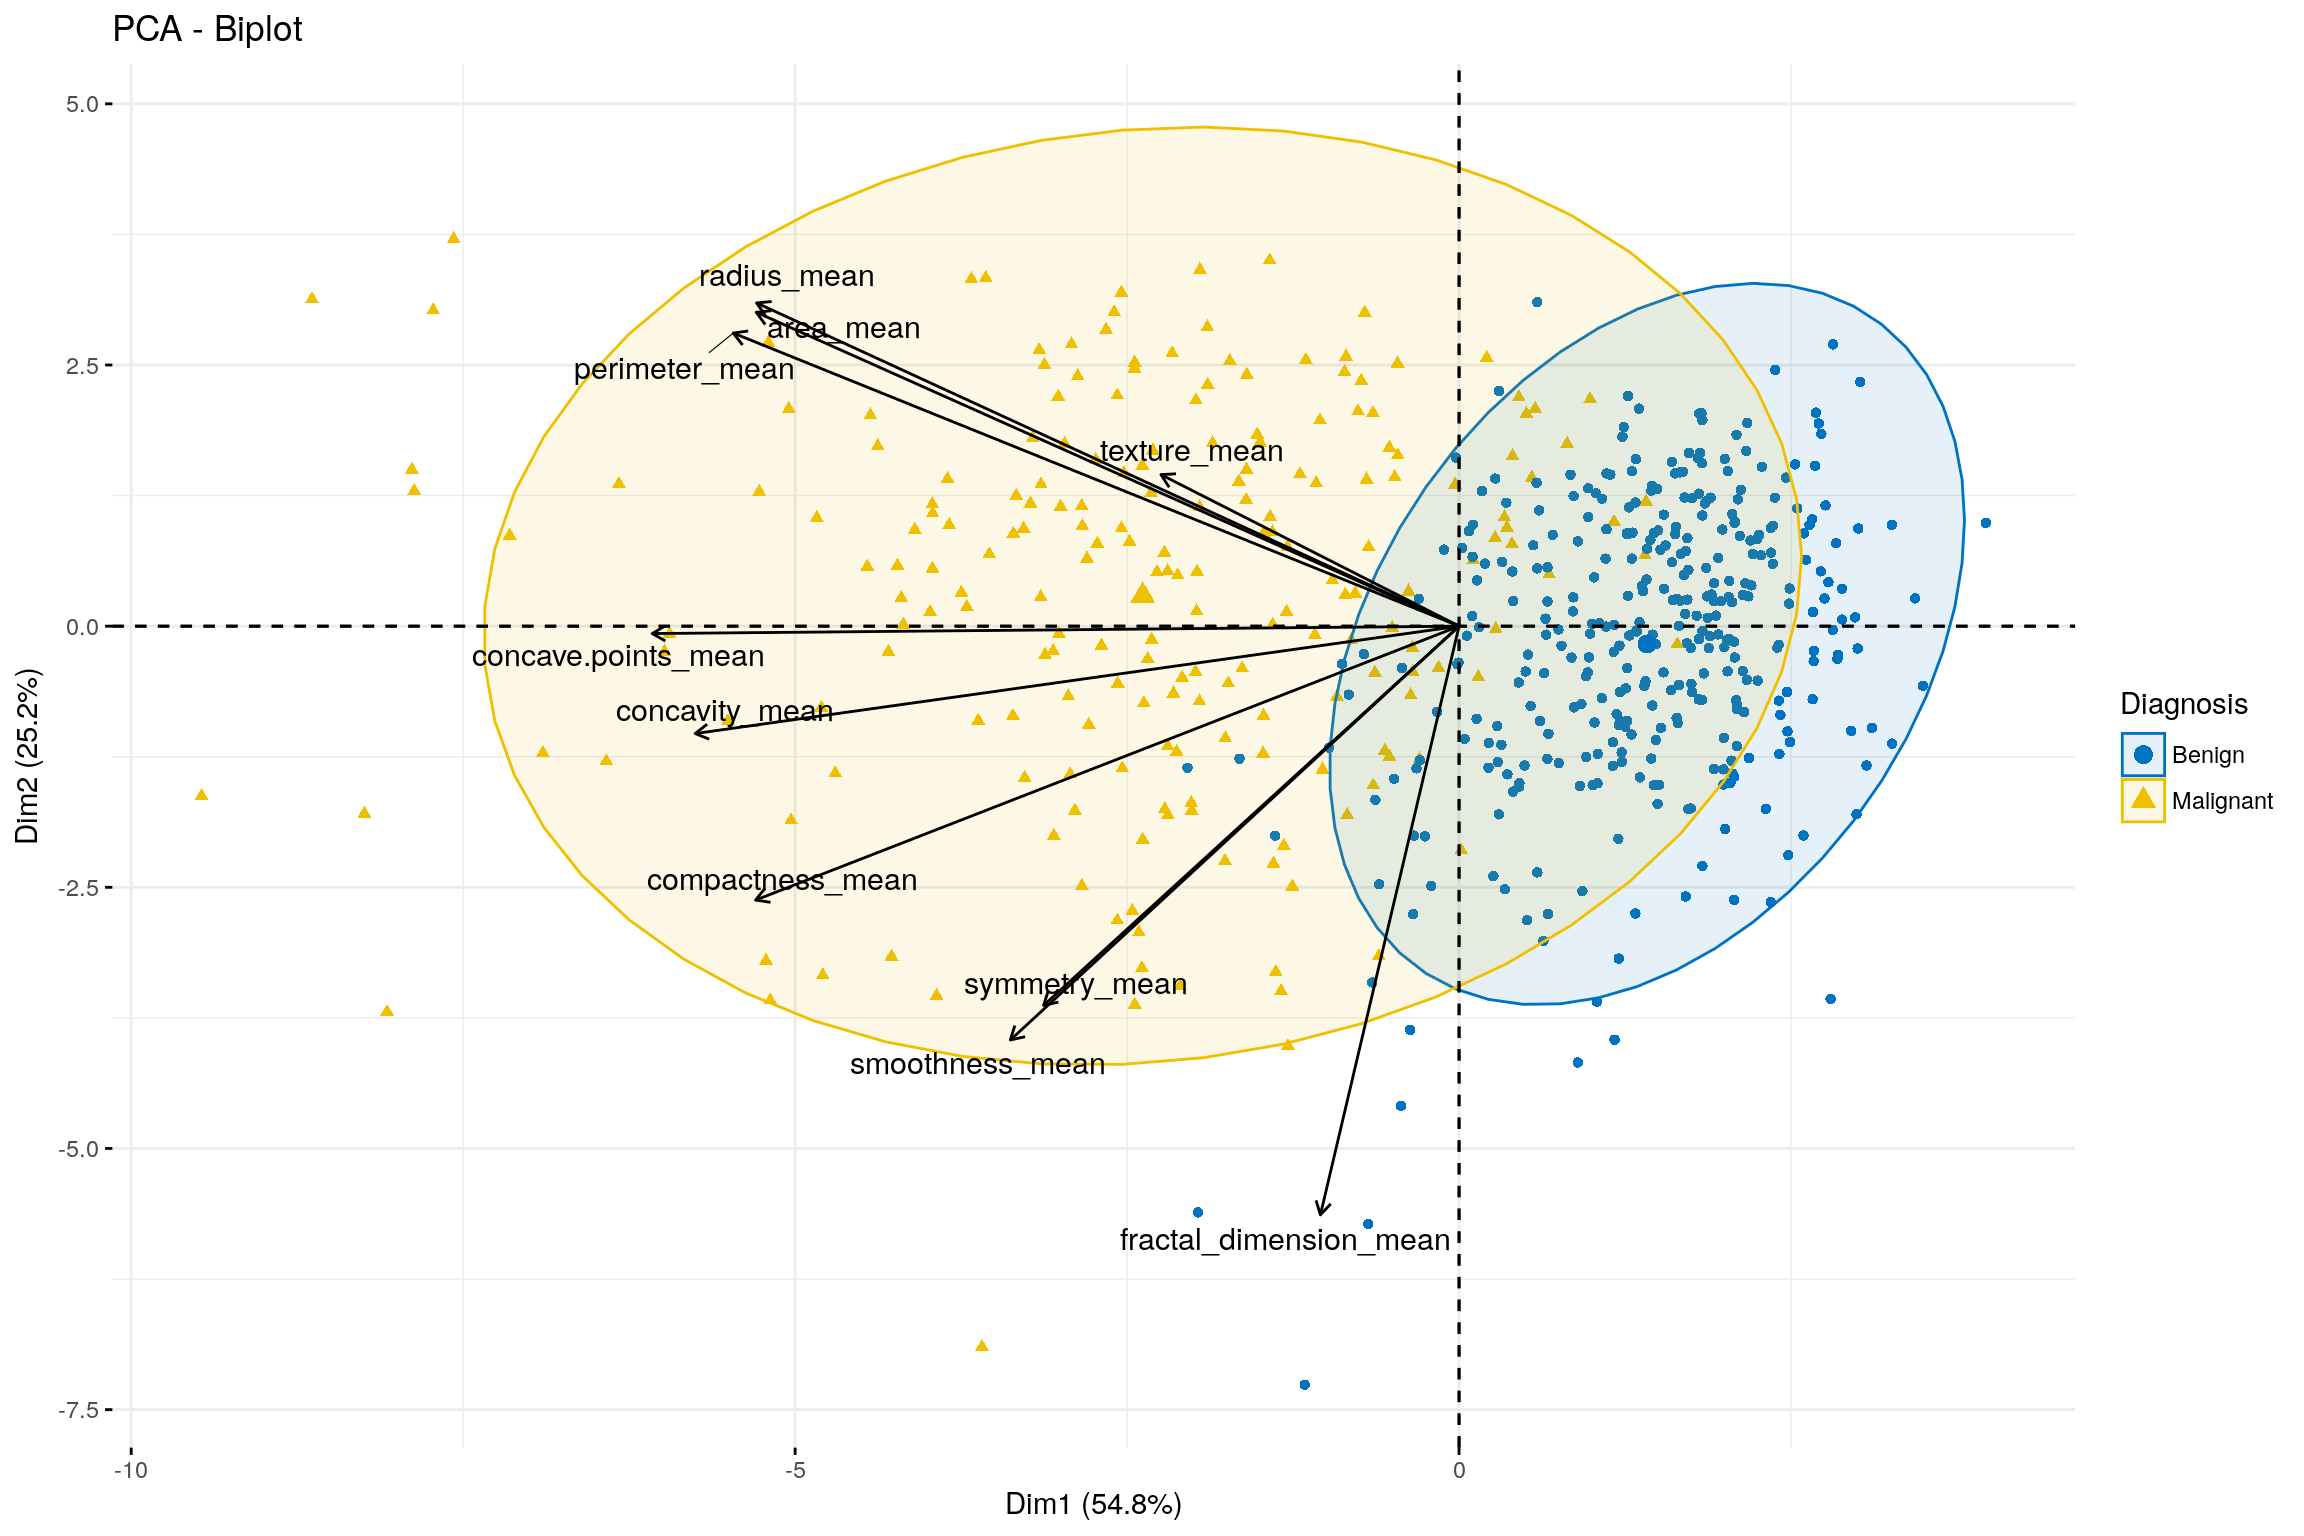 PCA - Biplot
5.0
2.5
0.0
-2.5
-5.0
-7.5
Dim2 (25.2%)
radius_mean
area_mean
perimeter_mean
texture_mean
concave.points_mean
concavity_mean
compactness_mean
symmetry_mean
smoothness_mean
fractal_dimension_mean
-10
-5
0
Dim1 (54.8%)
Diagnosis
Benign
Malignant